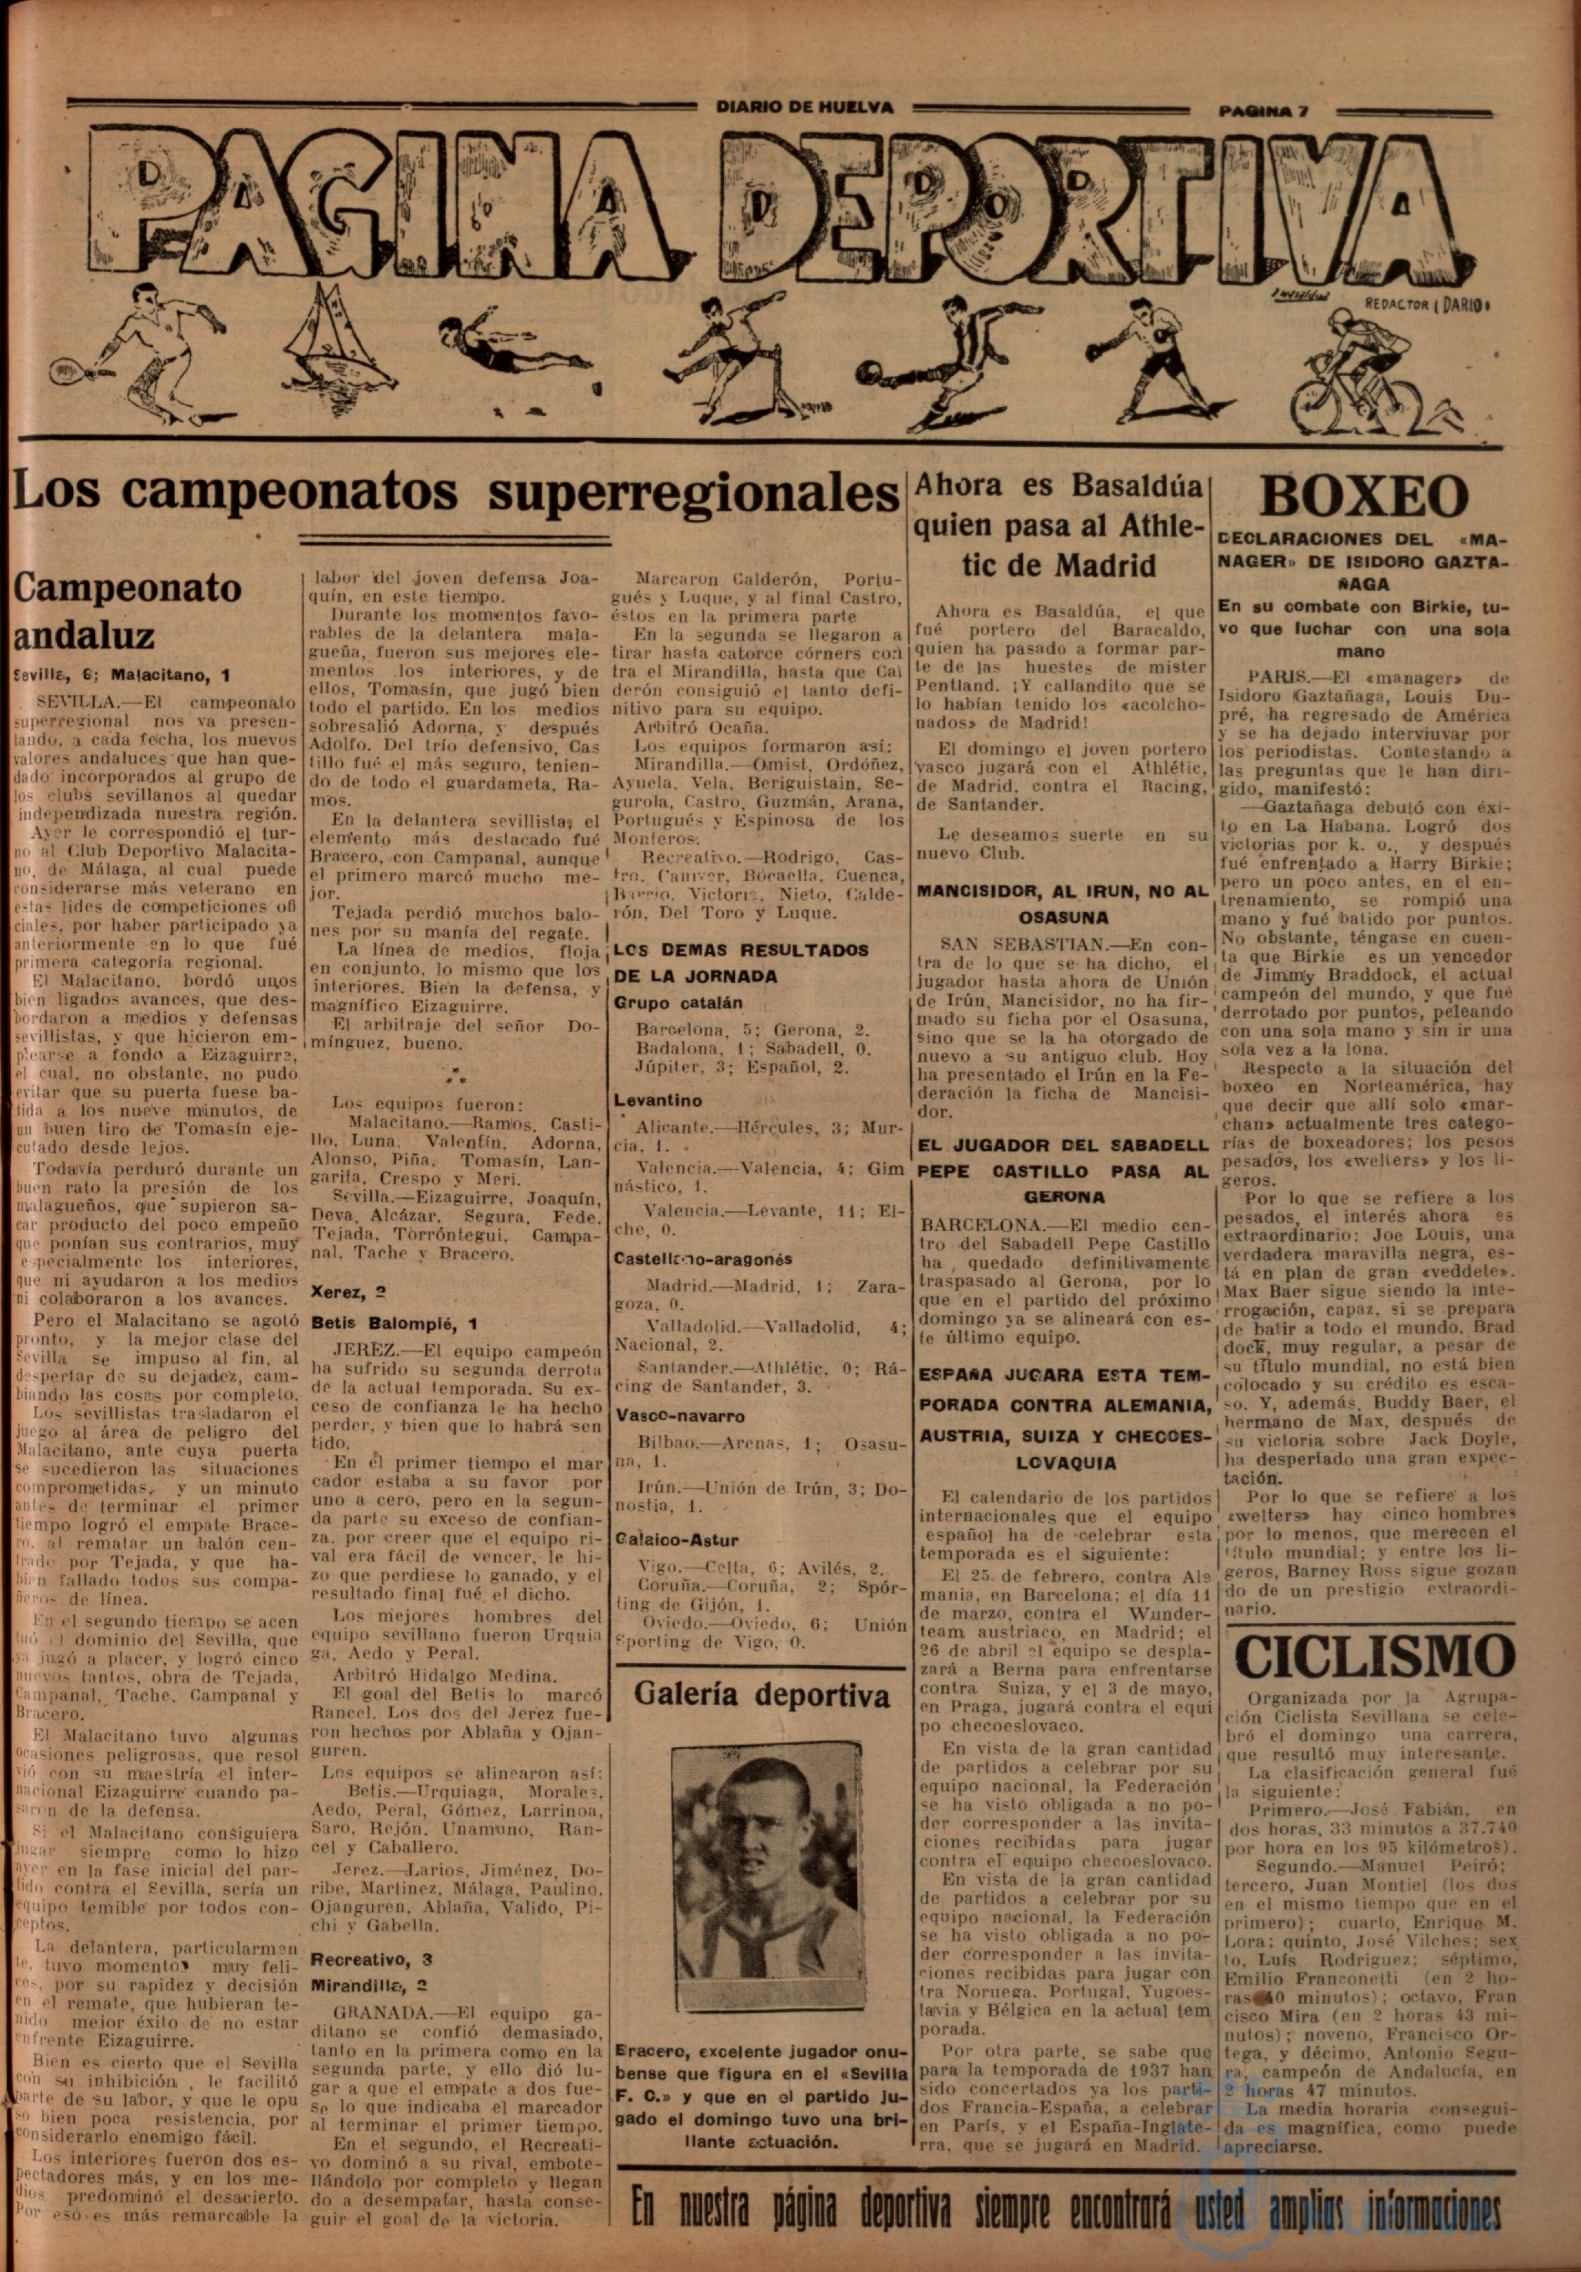 DIARIO DE HUELVA
PAGINA 7
PAGINA DEPORTIVA
REDACTOR (DARIO)
Los campeonatos superregionales
Campeonato
andaluz
Sevilla, 6; Malacitano, 1
SEVILLA.—El campeonato
superregional nos va presen-
tando, a cada fecha, los nuevos
valores andaluces que han que-
dado incorporados al grupo de
los clubs sevillanos al quedar
independizada nuestra región.
Ayer le correspondió el tur-
no al Club Deportivo Malacita-
no, de Málaga, al cual puede
considerarse más veterano en
estas lides de competiciones ofi
ciales, por haber participado ya
anteriormente en lo que fué
primera categoría regional.
El Malacitano, bordó unos
bien ligados avances, que des-
bordaron a medios y defensas
sevillistas, y que hicieron em-
plearse a fondo a Eizaguirre,
el cual, no obstante, no pudo
evitar que su puerta fuese ba-
tida a los nueve minutos, de
un buen tiro de Tomasín eje-
cutado desde lejos.
Todavía perduró durante un
buen rato la presión de los
malagueños, que supieron sa-
car producto del poco empeño
que ponían sus contrarios, muy
especialmente los interiores,
que ni ayudaron a los medios
ni colaboraron a los avances.
Pero el Malacitano se agotó
pronto, y la mejor clase del
Sevilla se impuso al fin, al
despertar de su dejadez, cam-
biando las cosas por completo.
Los sevillistas trasladaron el
juego al área de peligro del
Malacitano, ante cuya puerta
se sucedieron las situaciones
comprometidas, y un minuto
antes de terminar el primer
tiempo logró el empate Brace-
ro, al rematar un balón cen-
trado por Tejada, y que ha-
bían fallado todos sus compa-
ñeros de línea.
En el segundo tiempo se acen
tuó el dominio del Sevilla, que
ya jugó a placer, y logró cinco
nuevos tantos, obra de Tejada,
Campanal, Tache, Campanal y
Bracero.
El Malacitano tuvo algunas
ocasiones peligrosas, que resol
vió con su maestría el inter-
nacional Eizaguirre cuando pa-
saron de la defensa.
Si el Malacitano consiguiera
jugar siempre como lo hizo
ayer en la fase inicial del par-
tido contra el Sevilla, sería un
equipo temible por todos con-
ceptos.
La delantera, particularmen
te, tuvo momentos muy feli-
ces, por su rapidez y decisión
en el remate, que hubieran te-
nido mejor éxito de no estar
enfrente Eizaguirre.
Bien es cierto que el Sevilla
con su inhibición , le facilitó
parte de su labor, y que le opu
so bien poca resistencia, por
considerarlo enemigo fácil.
Los interiores fueron dos es-
pectadores más, y en los me-
dios predominó el desacierto.
Por eso es más remarcable la
labor del joven defensa Joa-
quín, en este tiempo.
Durante los momentos favo-
rables de la delantera mala-
gueña, fueron sus mejores ele-
mentos los interiores, y de
ellos, Tomasín, que jugó bien
todo el partido. En los medios
sobresalió Adorna, y después
Adolfo. Del trío defensivo, Cas
tillo fué el más seguro, tenien-
do de todo el guardameta, Ra-
mos.
En la delantera sevillista, el
elemento más destacado fué
Bracero, con Campanal, aunque
el primero marcó mucho me-
jor.
Tejada perdió muchos balo-
nes por su manía del regate.
La línea de medios, floja
en conjunto, lo mismo que los
interiores. Bien la defensa, y
magnífico Eizaguirre.
El arbitraje del señor Do-
mínguez, bueno.
Los equipos fueron:
Malacitano.—Ramos, Casti-
llo, Luna, Valentín, Adorna,
Alonso, Piña, Tomasín, Lan-
garita, Crespo y Meri.
Sevilla.—Eizaguirre, Joaquín,
Deva, Alcázar, Segura, Fede,
Tejada, Torróntegui, Campa-
nal, Tache y Bracero.
Xerez, 2
Betis Balompié, 1
JEREZ.—El equipo campeón
ha sufrido su segunda derrota
de la actual temporada. Su ex-
ceso de confianza le ha hecho
perder, y bien que lo habrá sen
tido.
En el primer tiempo el mar
cador estaba a su favor por
uno a cero, pero en la segun-
da parte su exceso de confian-
za, por creer que el equipo ri-
val era fácil de vencer, le hi-
zo que perdiese lo ganado, y el
resultado final fué el dicho.
Los mejores hombres del
equipo sevillano fueron Urquia
ga, Aedo y Peral.
Arbitró Hidalgo Medina.
El goal del Betis lo marcó
Rancel. Los dos del Jerez fue-
ron hechos por Ablaña y Ojan-
guren.
Los equipos se alinearon así:
Betis.—Urquiaga, Morales,
Aedo, Peral, Gómez, Larrinoa,
Saro, Rejón, Unamuno, Ran-
cel y Caballero.
Jerez.—Larios, Jiménez, Do-
ribe, Martinez, Málaga, Paulino,
Ojanguren, Ablaña, Valido, Pi-
chi y Gabella.
Recreativo, 3
Mirandilla, 2
GRANADA.—El equipo ga-
ditano se confió demasiado,
tanto en la primera como en la
segunda parte, y ello dió lu-
gar a que el empate a dos fue-
se lo que indicaba el marcador
al terminar el primer tiempo.
En el segundo, el Recreati-
vo dominó a su rival, embote-
llándolo por completo y llegan
do a desempatar, hasta conse-
guir el goal de la victoria.
Marcaron Calderón, Portu-
gués y Luque, y al final Castro,
éstos en la primera parte
En la segunda se llegaron a
tirar hasta catorce córners con
tra el Mirandilla, hasta que Cal
derón consiguió el tanto defi-
nitivo para su equipo.
Arbitró Ocaña.
Los equipos formaron así:
Mirandilla.—Omist, Ordóñez,
Ayuela, Vela, Beriguistain, Se-
gurola, Castro, Guzmán, Arana,
Portugués y Espinosa de los
Monteros.
Recreativo.—Rodrigo, Cas-
tro, Caniver, Bocaella, Cuenca,
Barrio, Victoria, Nieto, Calde-
rón, Del Toro y Luque.
LOS DEMAS RESULTADOS
DE LA JORNADA
Grupo catalán
Barcelona, 5; Gerona, 2.
Badalona, 1; Sabadell, 0.
Júpiter, 3; Español, 2.
Levantino
Alicante.—Hércules, 3; Mur-
cia, 1.
Valencia.—Valencia, 4; Gim
nástico, 1.
Valencia.—Levante, 11; El-
che, 0.
Castellano-aragonés
Madrid.—Madrid, 1; Zara-
goza, 0.
Valladolid.—Valladolid, 4;
Nacional, 2.
Santander.—Athlétic, 0; Rá-
cing de Santander, 3.
Vasco-navarro
Bilbao.—Arenas, 1; Osasu-
na, 1.
Irún.—Unión de Irún, 3; Do-
nostia, 1.
Galaico-Astur
Vigo.—Celta, 6; Avilés, 2.
Coruña.—Coruña, 2; Spór-
ting de Gijón, 1.
Oviedo.—Oviedo, 6; Unión
Sporting de Vigo, 0.
Galería deportiva
Bracero, excelente jugador onu-
bense que figura en el «Sevilla
F. C.» y que en el partido ju-
gado el domingo tuvo una bri-
llante actuación.
Ahora es Basaldúa
quien pasa al Athle-
tic de Madrid
Ahora es Basaldúa, el que
fué portero del Baracaldo,
quien ha pasado a formar par-
te de las huestes de mister
Pentland. ¡Y callandito que se
lo habían tenido los «acolcho-
nados» de Madrid!
El domingo el joven portero
vasco jugará con el Athlétic,
de Madrid, contra el Racing,
de Santander.
Le deseamos suerte en su
nuevo Club.
MANCISIDOR, AL IRUN, NO AL
OSASUNA
SAN SEBASTIAN.—En con-
tra de lo que se ha dicho, el
jugador hasta ahora de Unión
de Irún, Mancisidor, no ha fir-
mado su ficha por el Osasuna,
sino que se la ha otorgado de
nuevo a su antiguo club. Hoy
ha presentado el Irún en la Fe-
deración la ficha de Mancisi-
dor.
EL JUGADOR DEL SABADELL
PEPE CASTILLO PASA AL
GERONA
BARCELONA.—El medio cen-
tro del Sabadell Pepe Castillo
ha quedado definitivamente
traspasado al Gerona, por lo
que en el partido del próximo
domingo ya se alineará con es-
te último equipo.
ESPAÑA JUGARA ESTA TEM-
PORADA CONTRA ALEMANIA,
AUSTRIA, SUIZA Y CHECOES-
LOVAQUIA
El calendario de los partidos
internacionales que el equipo
español ha de celebrar esta
temporada es el siguiente:
El 25 de febrero, contra Ale
mania, en Barcelona; el día 11
de marzo, contra el Wunder-
team austriaco, en Madrid; el
26 de abril el equipo se despla-
zará a Berna para enfrentarse
contra Suiza, y el 3 de mayo,
en Praga, jugará contra el equi
po checoeslovaco.
En vista de la gran cantidad
de partidos a celebrar por su
equipo nacional, la Federación
se ha visto obligada a no po-
der corresponder a las invita-
ciones recibidas para jugar
contra el equipo checoeslovaco.
En vista de la gran cantidad
de partidos a celebrar por su
equipo nacional, la Federación
se ha visto obligada a no po-
der corresponder a las invita-
ciones recibidas para jugar con
tra Noruega, Portugal, Yugoes-
lavia y Bélgica en la actual tem
porada.
Por otra parte, se sabe que
para la temporada de 1937 han
sido concertados ya los parti-
dos Francia-España, a celebrar
en París, y el España-Inglate-
rra, que se jugará en Madrid.
BOXEO
DECLARACIONES DEL «MA-
NAGER» DE ISIDORO GAZTA-
ÑAGA
En su combate con Birkie, tu-
vo que luchar con una sola
mano
PARIS.—El «manager» de
Isidoro Gaztañaga, Louis Du-
pré, ha regresado de América
y se ha dejado interviuvar por
los periodistas. Contestando a
las preguntas que le han diri-
gido, manifestó:
—Gaztañaga debutó con éxi-
to en La Habana. Logró dos
victorias por k. o., y después
fué enfrentado a Harry Birkie;
pero un poco antes, en el en-
trenamiento, se rompió una
mano y fué batido por puntos.
No obstante, téngase en cuen-
ta que Birkie es un vencedor
de Jimmy Braddock, el actual
campeón del mundo, y que fué
derrotado por puntos, peleando
con una sola mano y sin ir una
sola vez a la lona.
Respecto a la situación del
boxeo en Norteamérica, hay
que decir que allí solo «mar-
chan» actualmente tres catego-
rías de boxeadores; los pesos
pesados, los «welters» y los li-
geros.
Por lo que se refiere a los
pesados, el interés ahora es
extraordinario: Joe Louis, una
verdadera maravilla negra, es-
tá en plan de gran «veddete».
Max Baer sigue siendo la inte-
rrogación, capaz, si se prepara
de batir a todo el mundo. Brad
dock, muy regular, a pesar de
su título mundial, no está bien
colocado y su crédito es esca-
so. Y, además, Buddy Baer, el
hermano de Max, después de
su victoria sobre Jack Doyle,
ha despertado una gran expec-
tación.
Por lo que se refiere a los
«welters» hay cinco hombres
por lo menos, que merecen el
título mundial; y entre los li-
geros, Barney Ross sigue gozan
do de un prestigio extraordi-
nario.
CICLISMO
Organizada por la Agrupa-
ción Ciclista Sevillana se cele-
bró el domingo una carrera,
que resultó muy interesante.
La clasificación general fué
la siguiente:
Primero.—José Fabián, en
dos horas, 33 minutos a 37.740
por hora en los 95 kilómetros).
Segundo.—Manuel Peiró;
tercero, Juan Montiel (los dos
en el mismo tiempo que en el
primero); cuarto, Enrique M.
Lora; quinto, José Vilches; sex
to, Luis Rodriguez; séptimo,
Emilio Franconetti (en 2 ho-
ras 40 minutos); octavo, Fran
cisco Mira (en 2 horas 43 mi-
nutos); noveno, Francisco Or-
tega, y décimo, Antonio Segu-
ra, campeón de Andalucía, en
2 horas 47 minutos.
La media horaria consegui-
da es magnífica, como puede
apreciarse.
En nuestra página deportiva siempre encontrará usted amplias informaciones